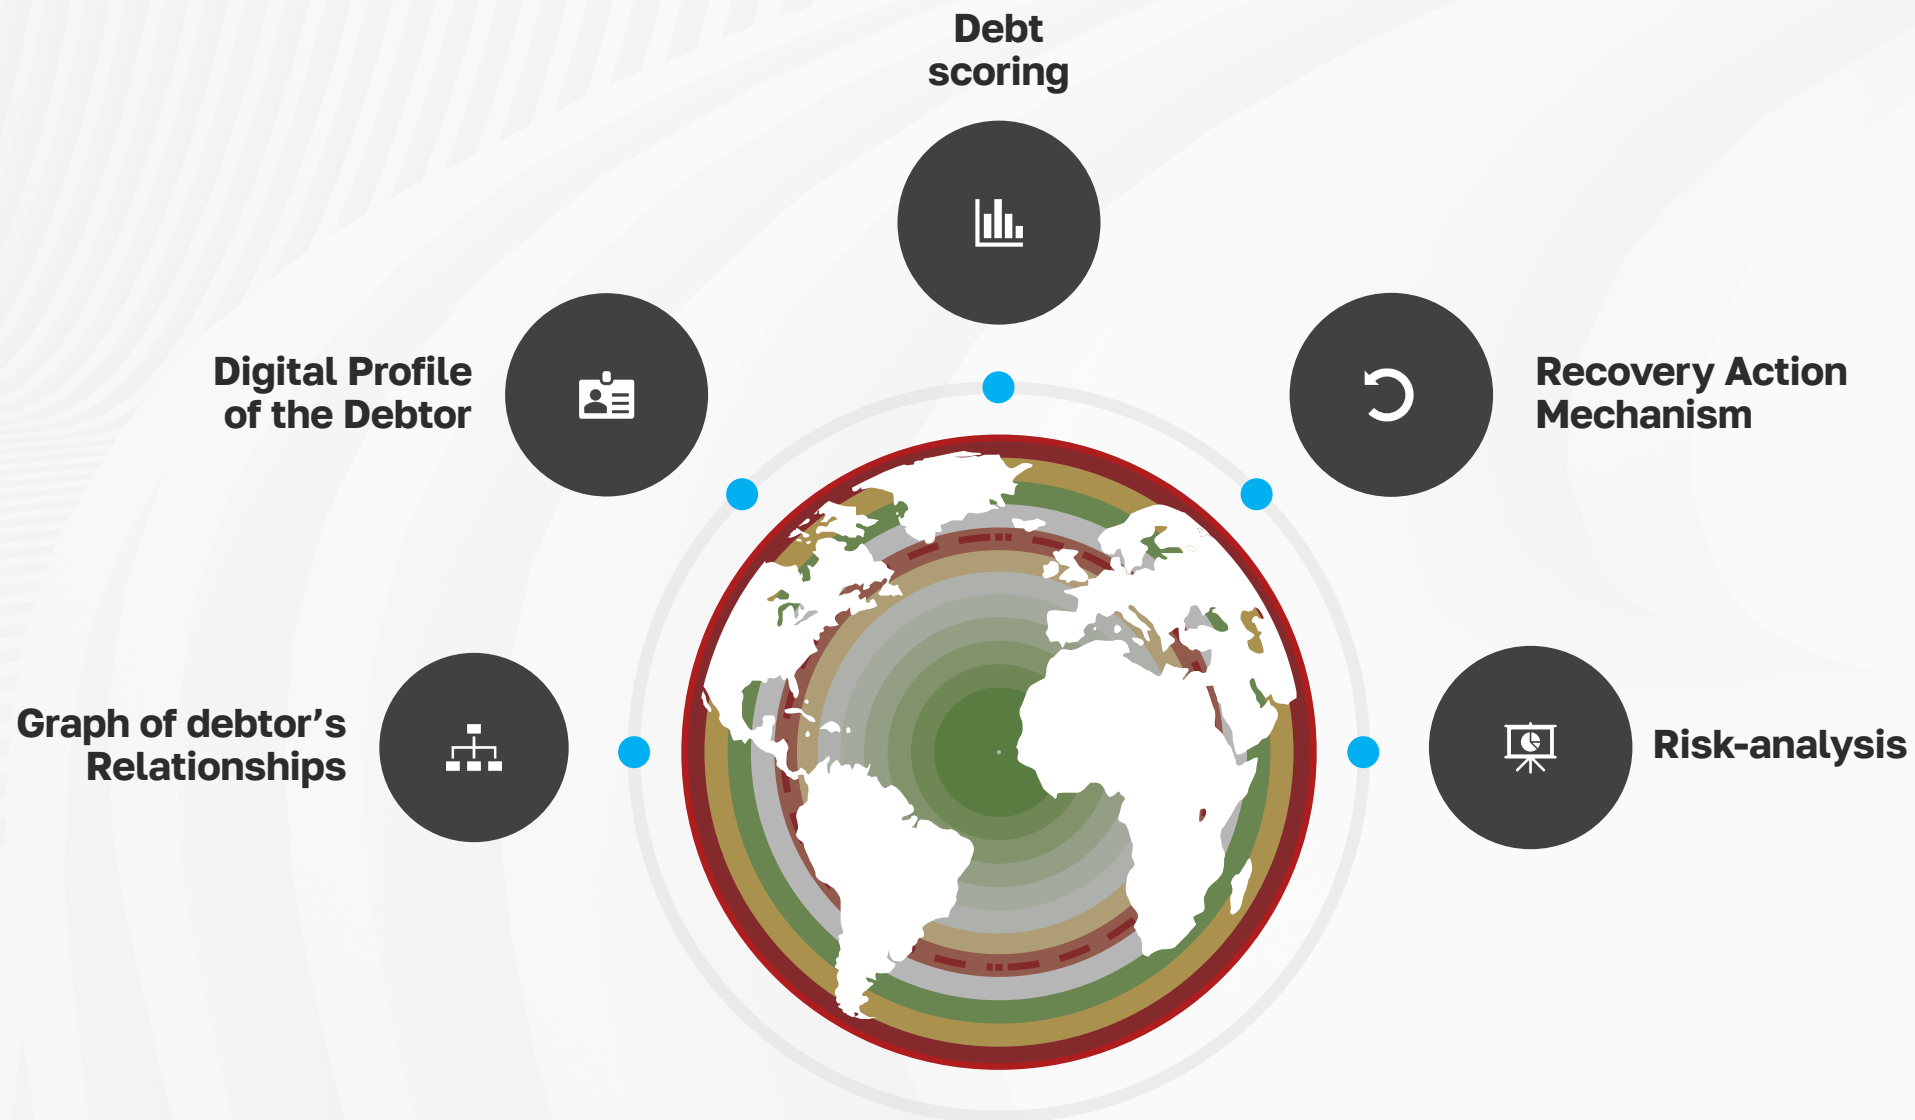 Debt
scoring
Digital Profile
of the Debtor
Recovery Action
Mechanism
Graph of debtor’s
Relationships
Risk-analysis